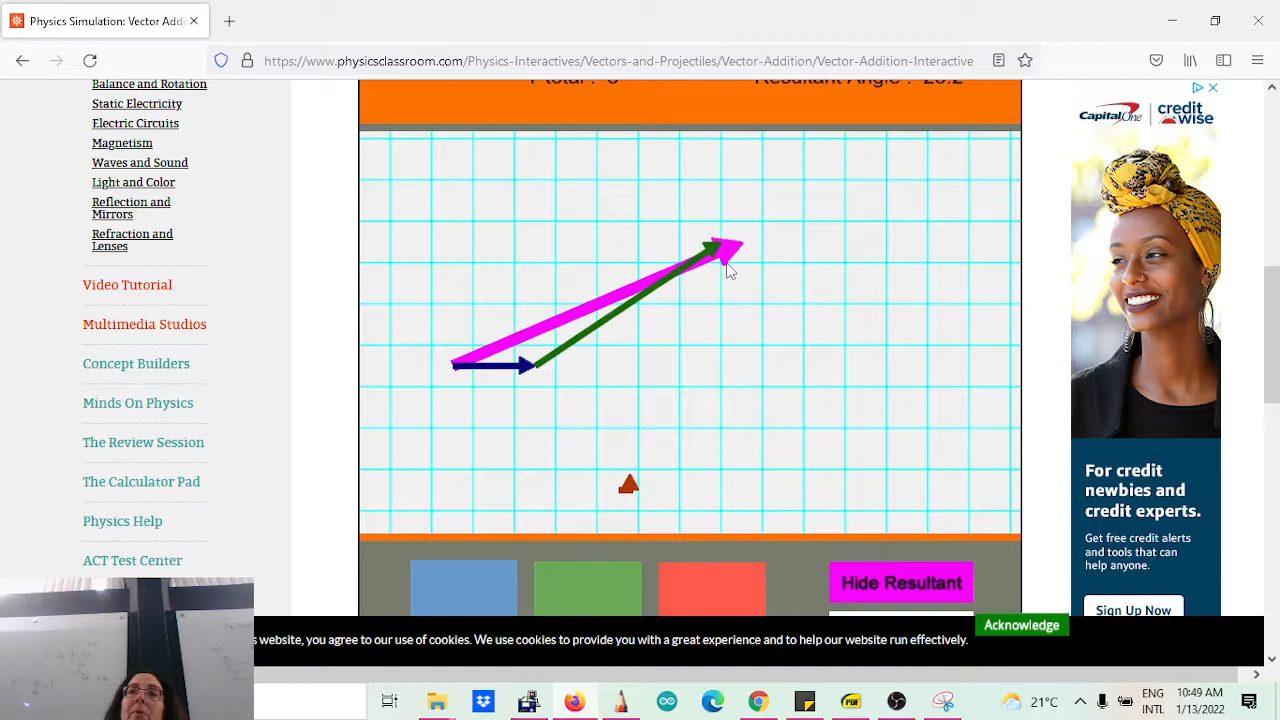 Physics Simulation: Vector Addi
https://www.physicsclassroom.com/Physics-Interactives/Vectors-and-Projectiles/Vector-Addition/Vector-Addition-Interactive
Balance and Rotation
Static Electricity
Electric Circuits
Magnetism
Waves and Sound
Light and Color
Reflection and
Mirrors
Refraction and
Lenses
Video Tutorial
Multimedia Studios
Concept Builders
Minds On Physics
The Review Session
The Calculator Pad
Physics Help
ACT Test Center
Resultant Angle :
Hide Resultant
Capital One
credit
wise
For credit
newbies and
credit experts.
Get free credit alerts
and tools that can
help anyone.
Sign Up Now
s website, you agree to our use of cookies. We use cookies to provide you with a great experience and to help our website run effectively.
Acknowledge
PDF
21°C
ENG
INTL
10:49 AM
1/13/2022